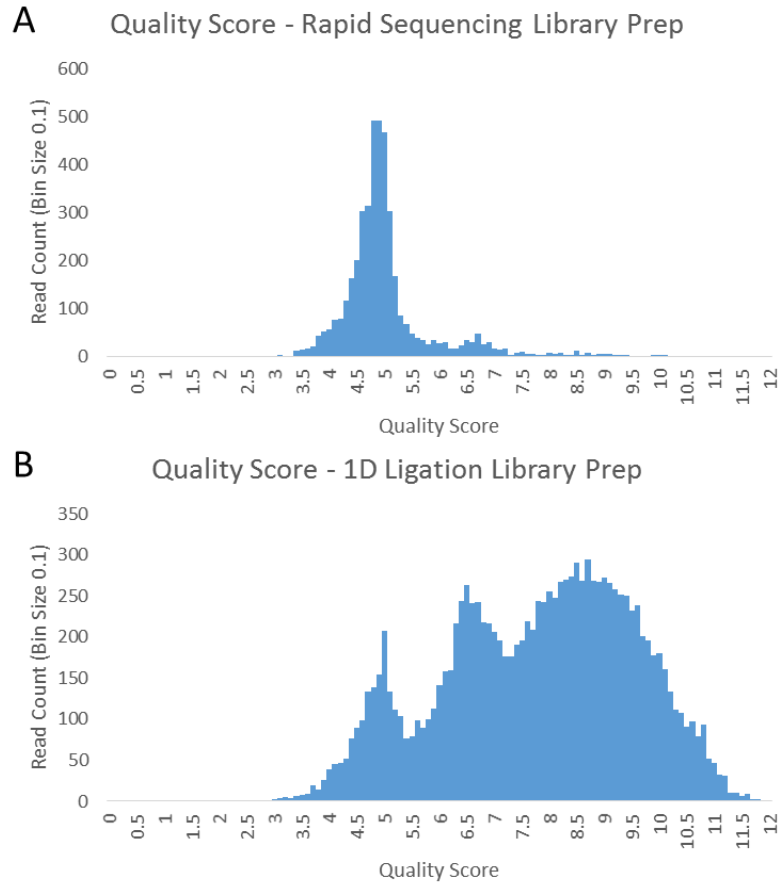 A
Quality Score - Rapid Sequencing Library Prep
600
500
400
300
200
100
0
Read Count (Bin Size 0.1)
0 0.5 1 1.5 2 2.5 3 3.5 4 4.5 5 5.5 6 6.5 7 7.5 8 8.5 9 9.5 10 10.5 11 11.5 12
Quality Score
B
Quality Score - 1D Ligation Library Prep
350
300
250
200
150
100
50
0
Read Count (Bin Size 0.1)
0 0.5 1 1.5 2 2.5 3 3.5 4 4.5 5 5.5 6 6.5 7 7.5 8 8.5 9 9.5 10 10.5 11 11.5 12
Quality Score